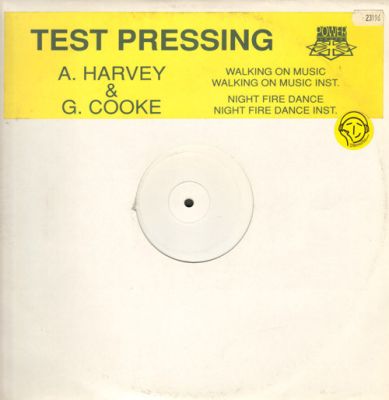 TEST PRESSING
POWER
23196
A. HARVEY
&
G. COOKE
WALKING ON MUSIC
WALKING ON MUSIC INST.
NIGHT FIRE DANCE
NIGHT FIRE DANCE INST.